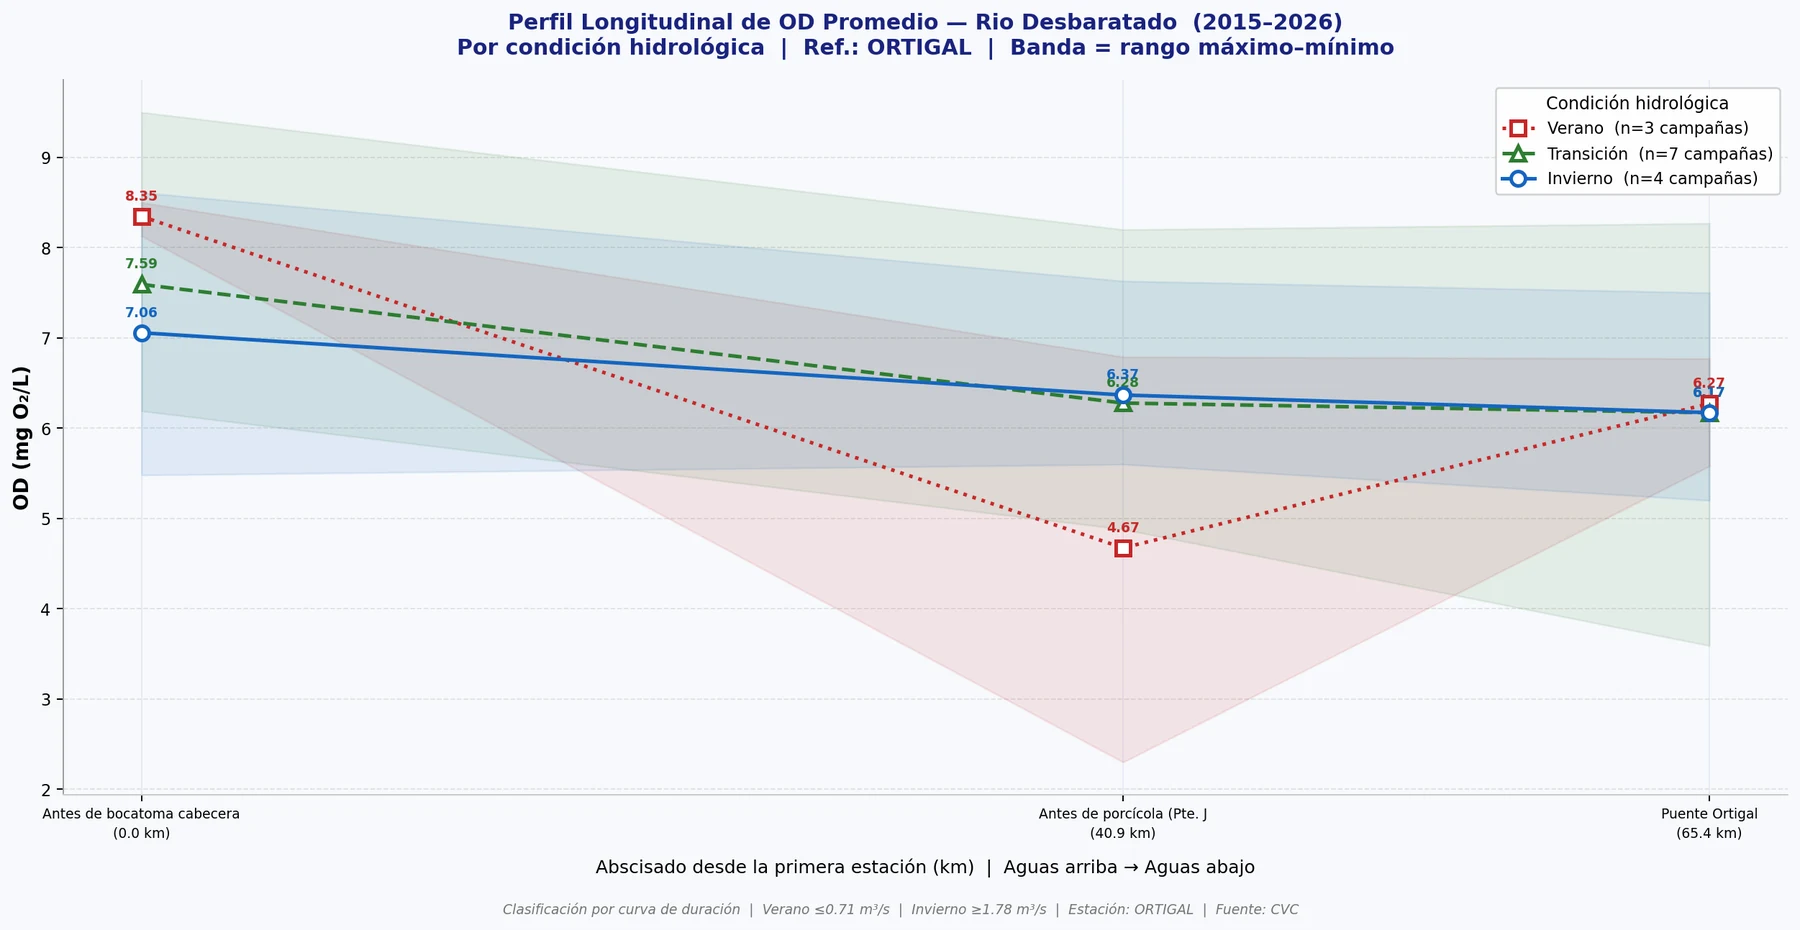 Perfil Longitudinal de OD Promedio — Rio Desbaratado  (2015–2026)
Por condición hidrológica  |  Ref.: ORTIGAL  |  Banda = rango máximo–mínimo
Condición hidrológica
Verano  (n=3 campañas)
Transición  (n=7 campañas)
Invierno  (n=4 campañas)
OD (mg O₂/L)
9
8
7
6
5
4
3
2
8.35
7.59
7.06
6.37
6.28
4.67
6.27
6.17
Antes de bocatoma cabecera
(0.0 km)
Antes de porcícola (Pte. J
(40.9 km)
Puente Ortigal
(65.4 km)
Abscisado desde la primera estación (km)  |  Aguas arriba → Aguas abajo
Clasificación por curva de duración  |  Verano ≤0.71 m³/s  |  Invierno ≥1.78 m³/s  |  Estación: ORTIGAL  |  Fuente: CVC